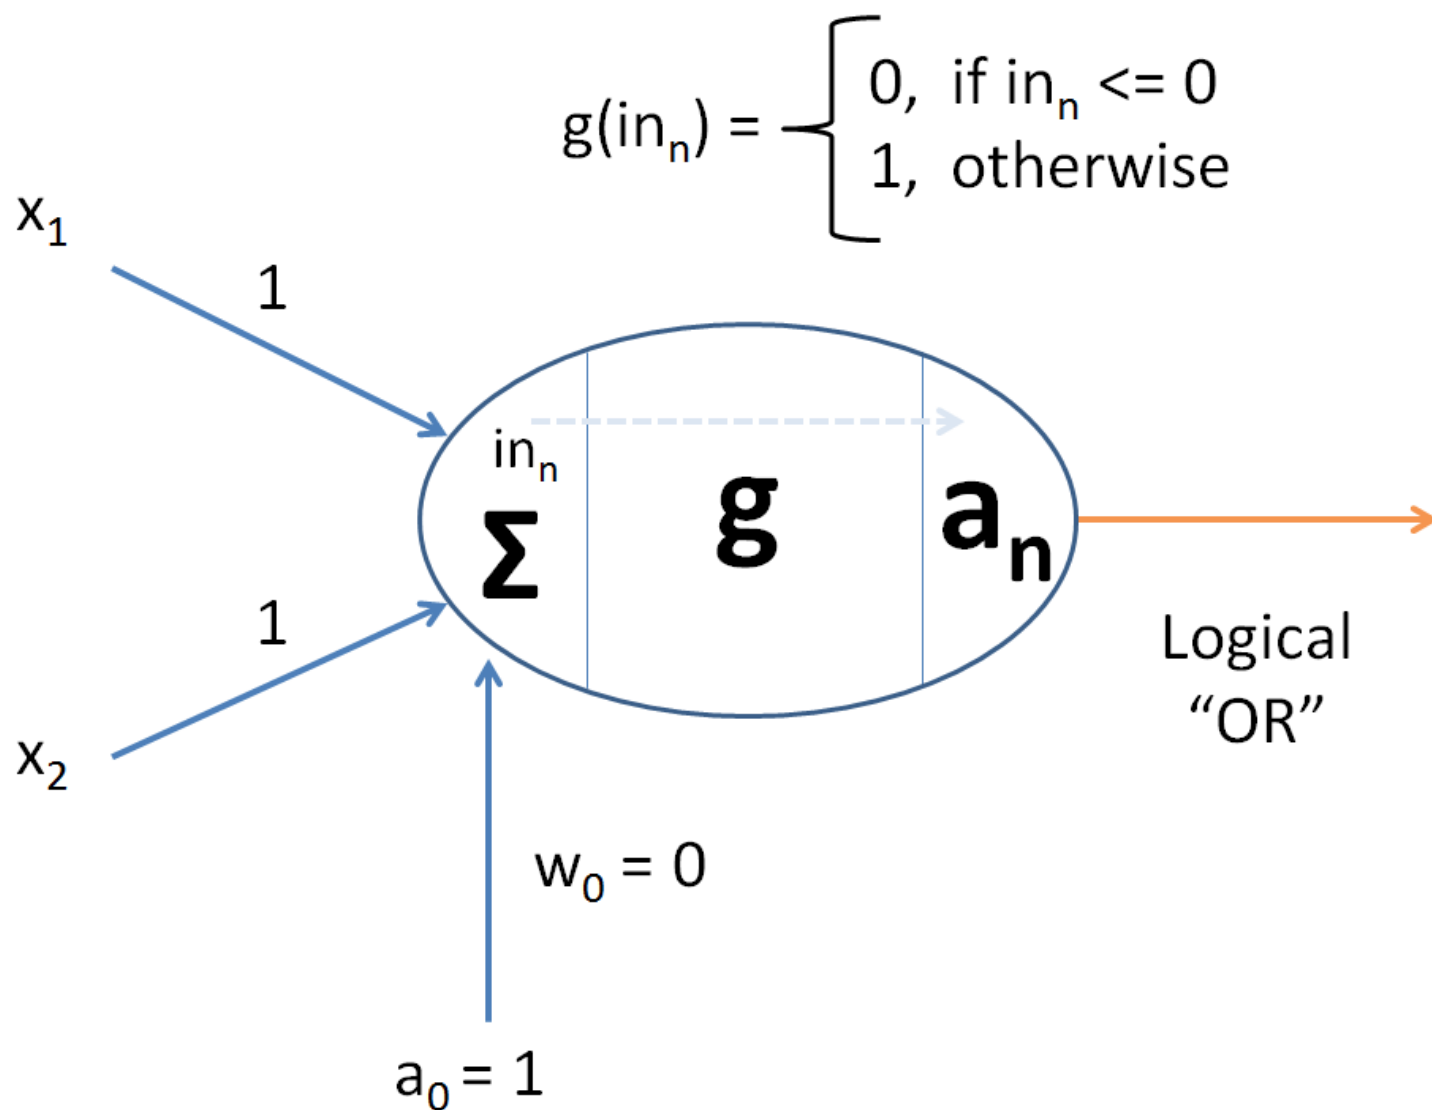 g(inₙ) =
0, if inₙ <= 0
1, otherwise
x₁
1
inₙ
Σ
g
aₙ
1
x₂
Logical
“OR”
w₀ = 0
a₀ = 1